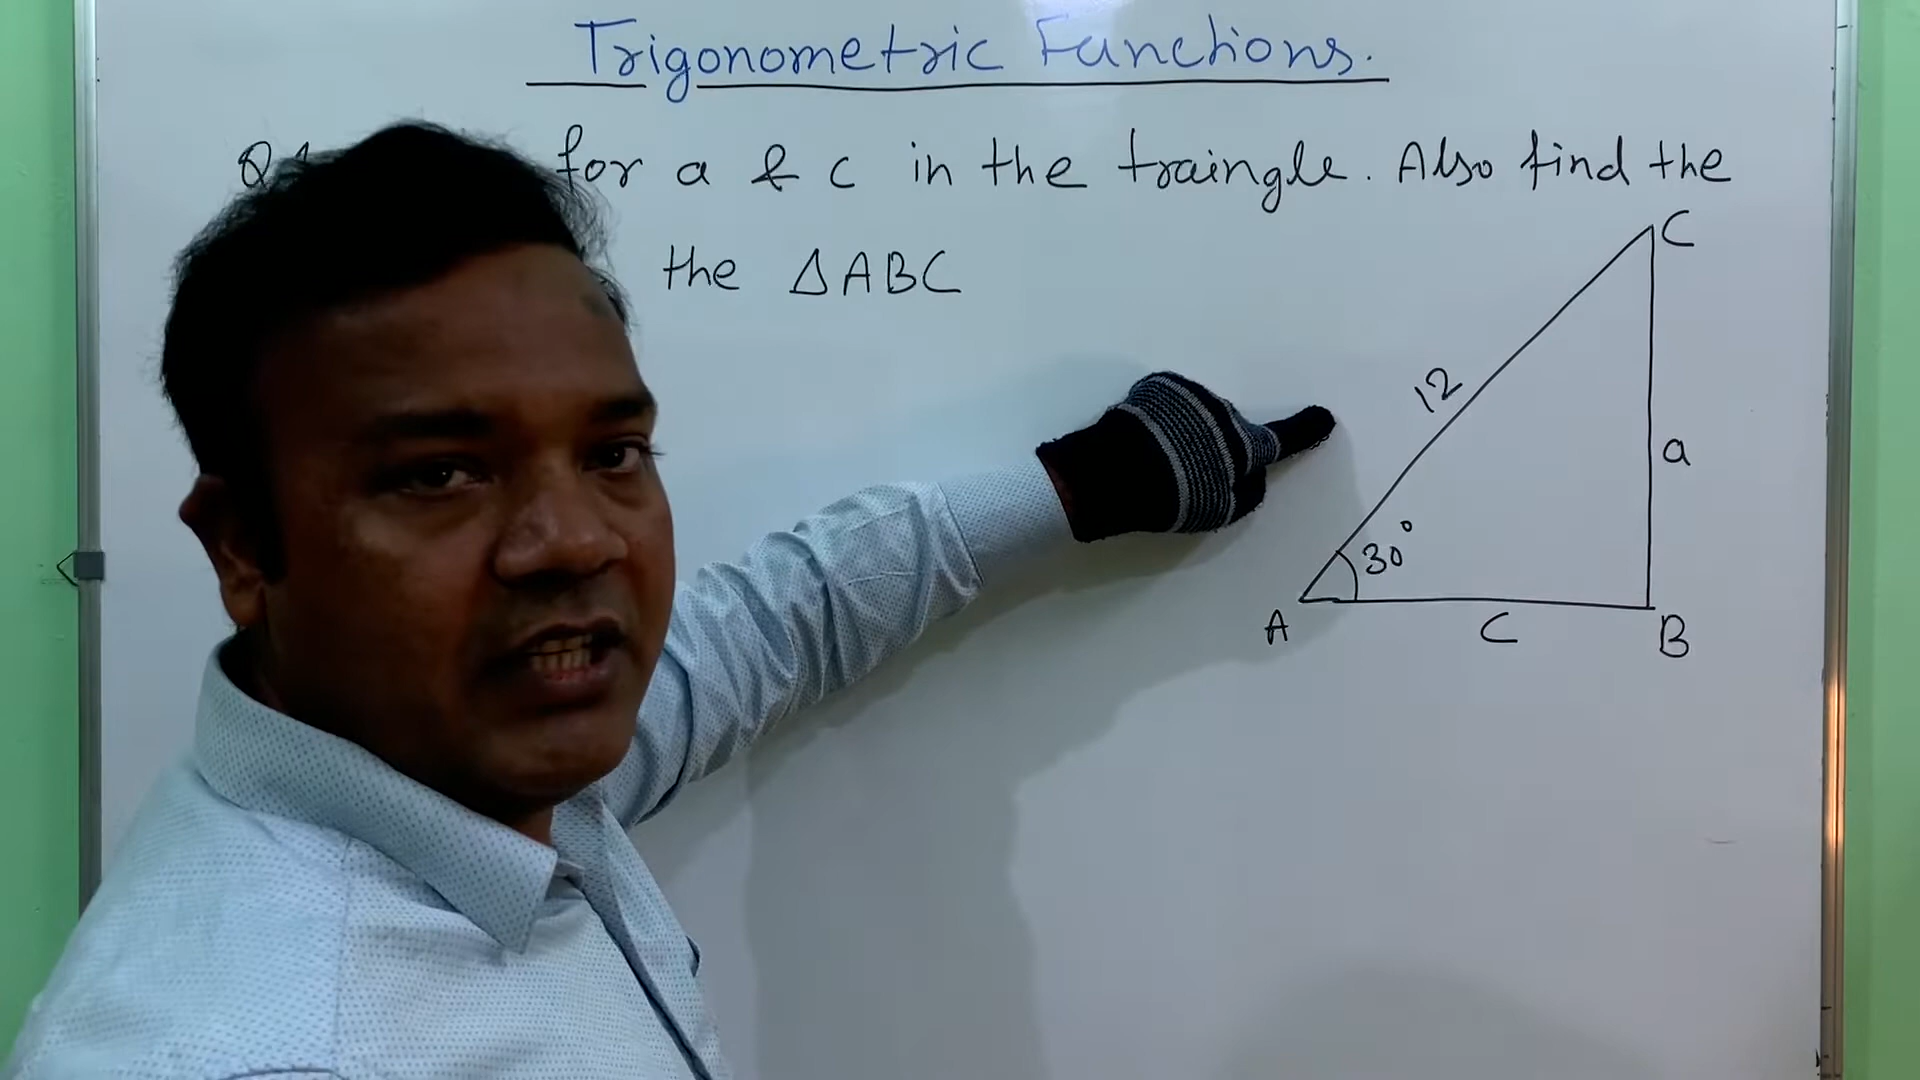 Trigonometric Functions.
for a & c in the traingle. Also find the
the ΔABC
C
12
a
30°
A
C
B